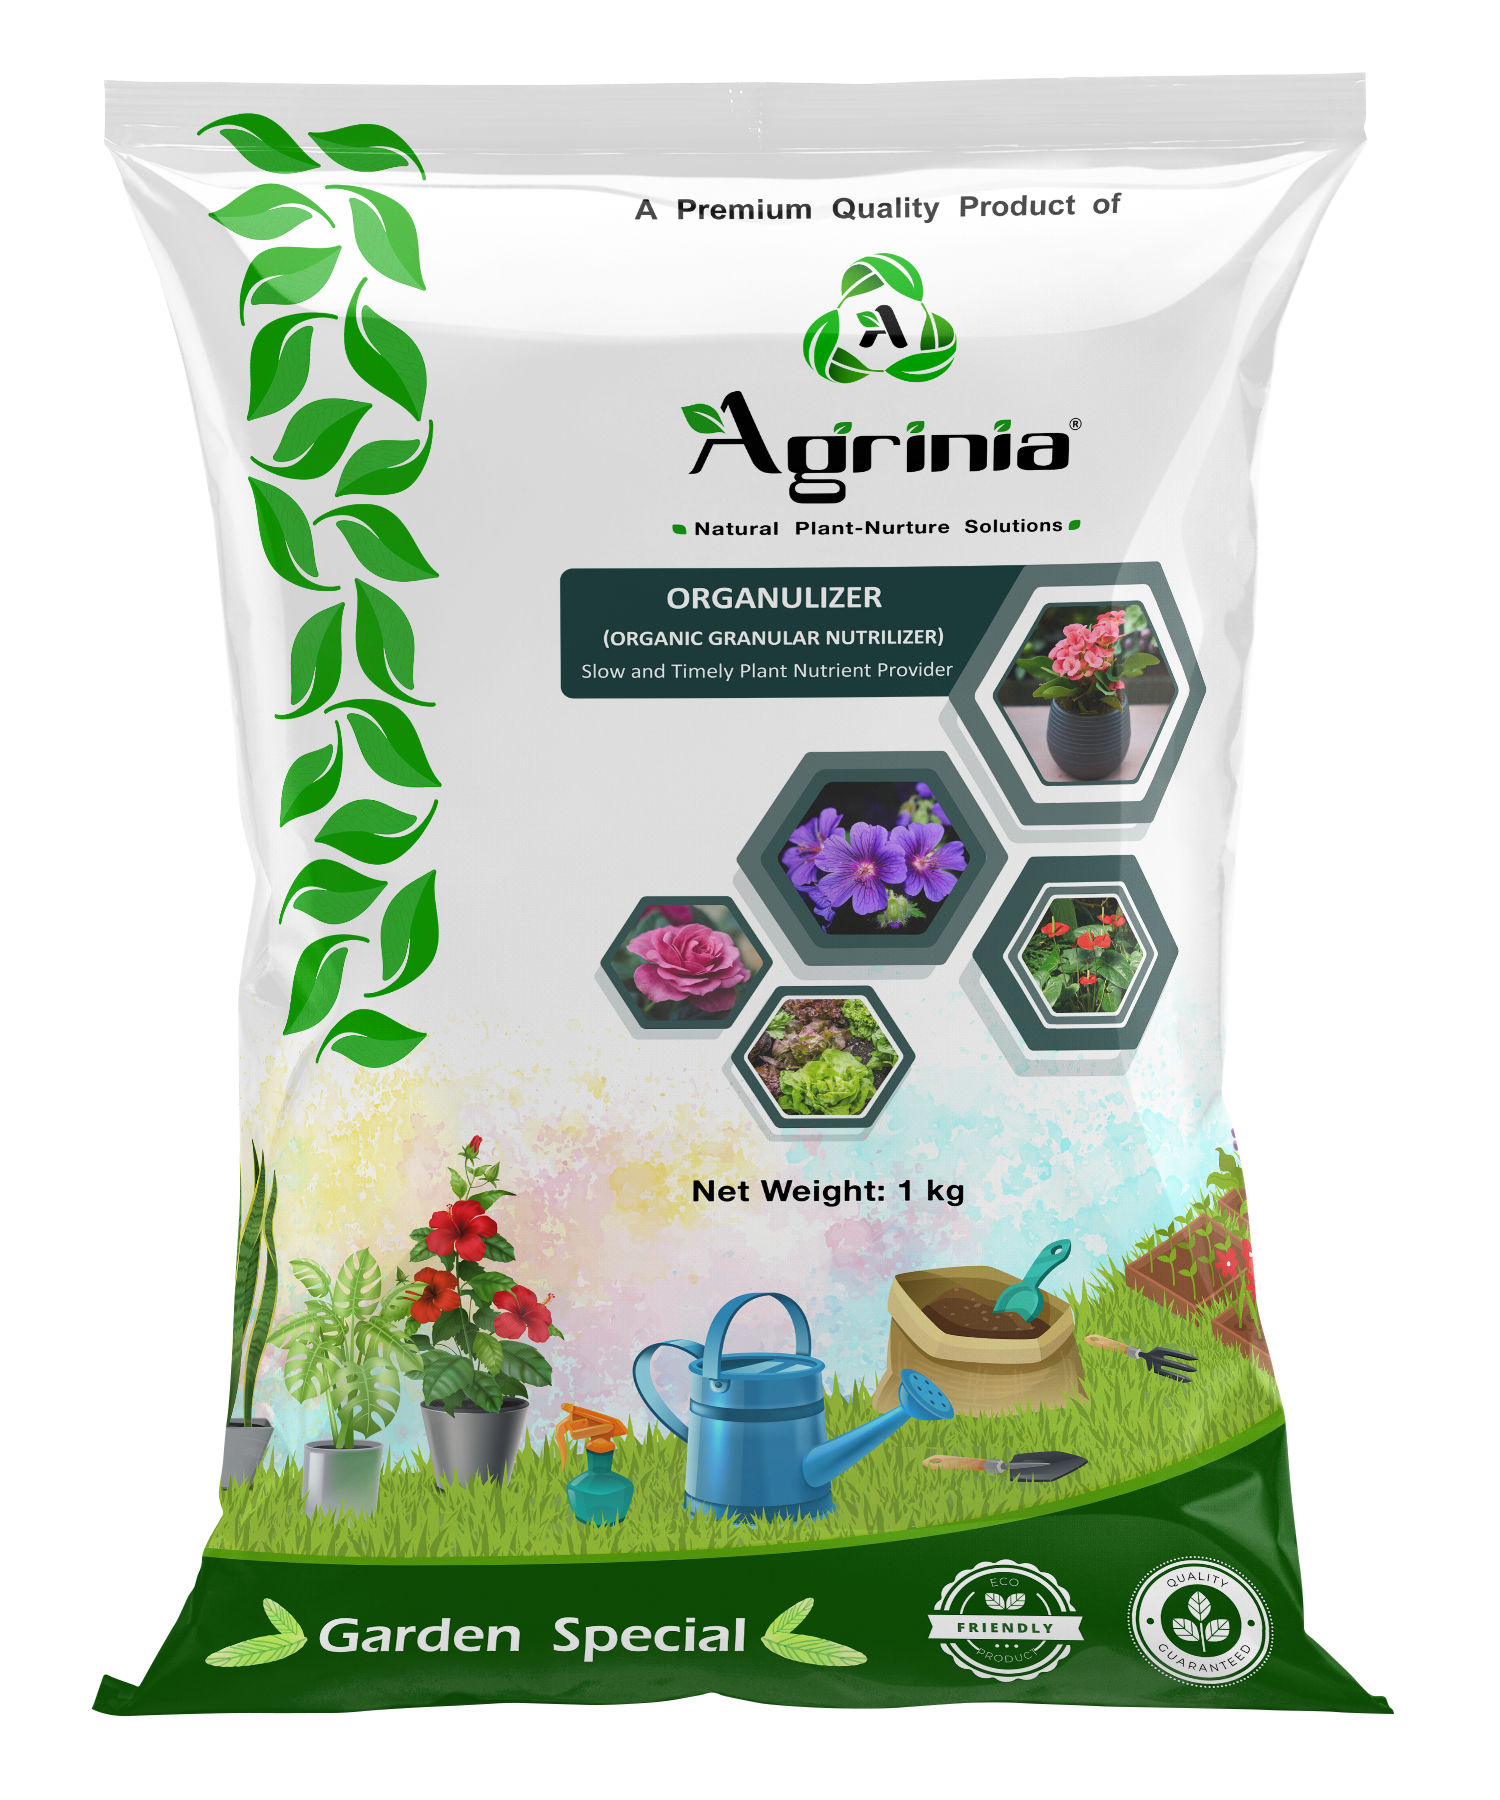 A Premium Quality Product of
A
Agrinia®
Natural Plant-Nurture Solutions
ORGANULIZER
(ORGANIC GRANULAR NUTRILIZER)
Slow and Timely Plant Nutrient Provider
Net Weight: 1 kg
Garden Special
ECO
FRIENDLY
PRODUCT
QUALITY
GUARANTEED